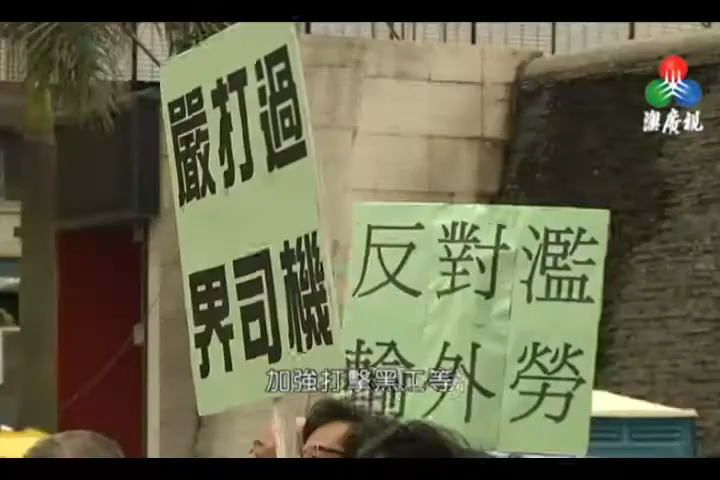 澳廣視
嚴打過
界司機
反對濫
輸外勞
加強打擊黑工等